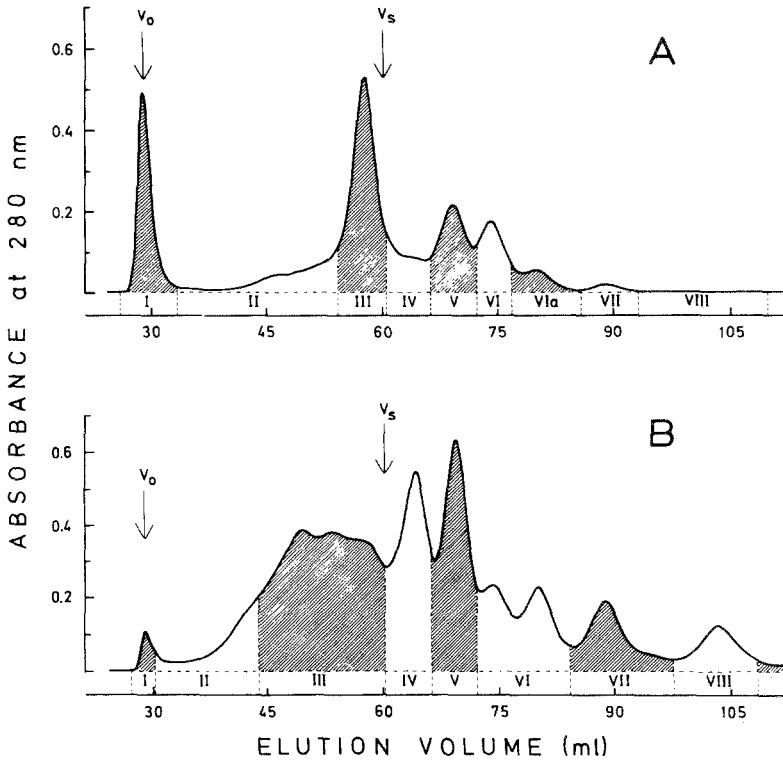 ABSORBANCE at 280 nm
A
Vo
Vs
0.6
0.4
0.2
I II III IV V VI VIa VII VIII
30 45 60 75 90 105
B
Vs
Vo
0.6
0.4
0.2
I II III IV V VI VII VIII
30 45 60 75 90 105
ELUTION VOLUME (ml)